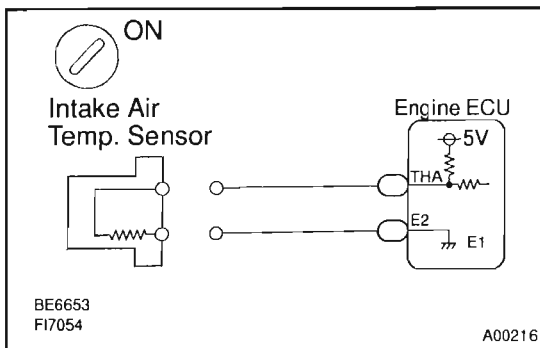 ON
Intake Air
Temp. Sensor
Engine ECU
5V
THA
E2
E1
BE6653
FI7054
A00216